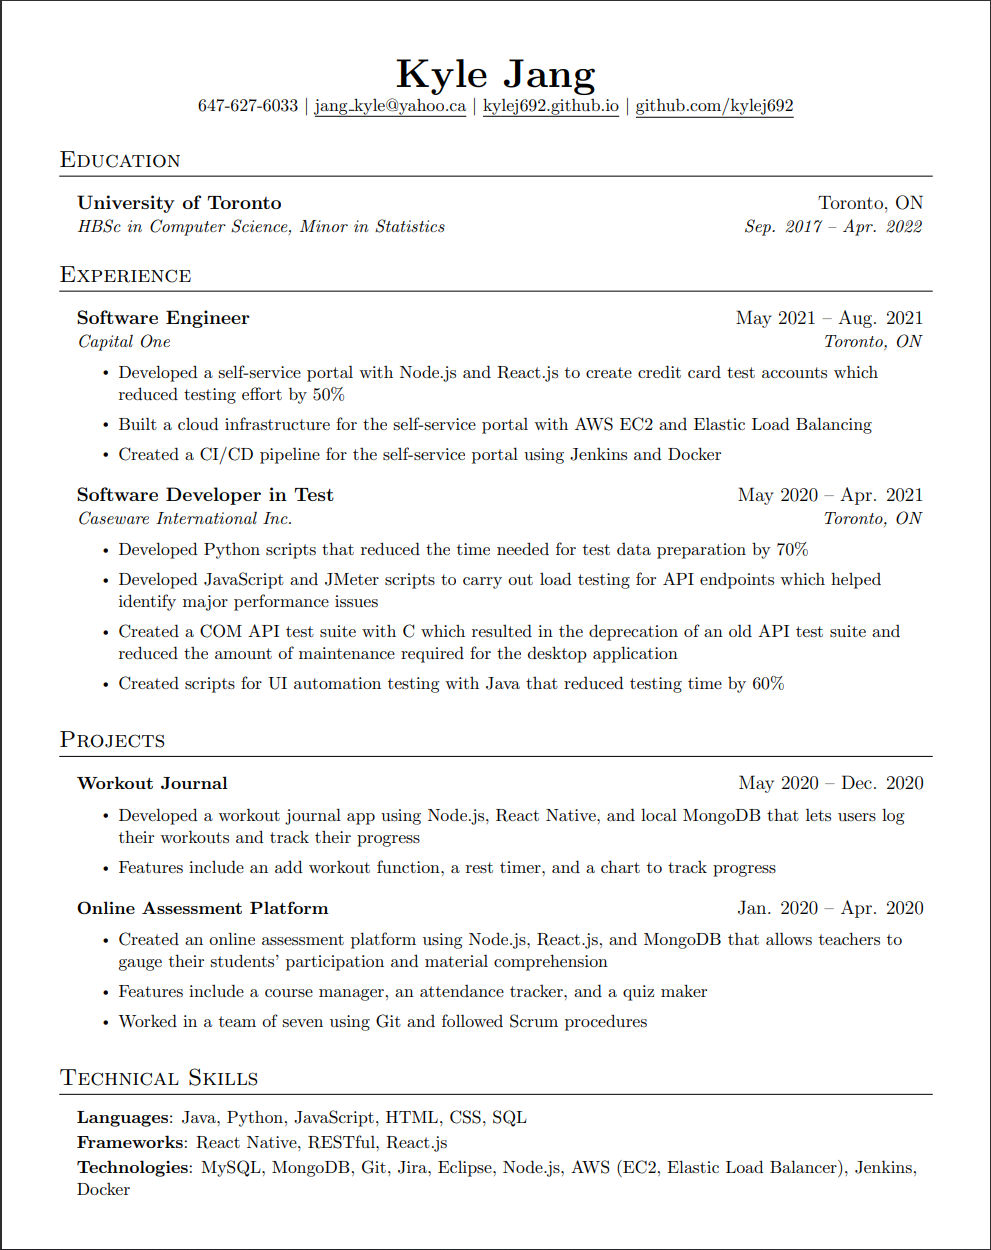 Kyle Jang
647-627-6033 | jang_kyle@yahoo.ca | kylej692.github.io | github.com/kylej692
Education
University of Toronto Toronto, ON
HBSc in Computer Science, Minor in Statistics Sep. 2017 – Apr. 2022
Experience
Software Engineer May 2021 – Aug. 2021
Capital One Toronto, ON
• Developed a self-service portal with Node.js and React.js to create credit card test accounts which
reduced testing effort by 50%
• Built a cloud infrastructure for the self-service portal with AWS EC2 and Elastic Load Balancing
• Created a CI/CD pipeline for the self-service portal using Jenkins and Docker
Software Developer in Test May 2020 – Apr. 2021
Caseware International Inc. Toronto, ON
• Developed Python scripts that reduced the time needed for test data preparation by 70%
• Developed JavaScript and JMeter scripts to carry out load testing for API endpoints which helped
identify major performance issues
• Created a COM API test suite with C which resulted in the deprecation of an old API test suite and
reduced the amount of maintenance required for the desktop application
• Created scripts for UI automation testing with Java that reduced testing time by 60%
Projects
Workout Journal May 2020 – Dec. 2020
• Developed a workout journal app using Node.js, React Native, and local MongoDB that lets users log
their workouts and track their progress
• Features include an add workout function, a rest timer, and a chart to track progress
Online Assessment Platform Jan. 2020 – Apr. 2020
• Created an online assessment platform using Node.js, React.js, and MongoDB that allows teachers to
gauge their students' participation and material comprehension
• Features include a course manager, an attendance tracker, and a quiz maker
• Worked in a team of seven using Git and followed Scrum procedures
Technical Skills
Languages: Java, Python, JavaScript, HTML, CSS, SQL
Frameworks: React Native, RESTful, React.js
Technologies: MySQL, MongoDB, Git, Jira, Eclipse, Node.js, AWS (EC2, Elastic Load Balancer), Jenkins,
Docker